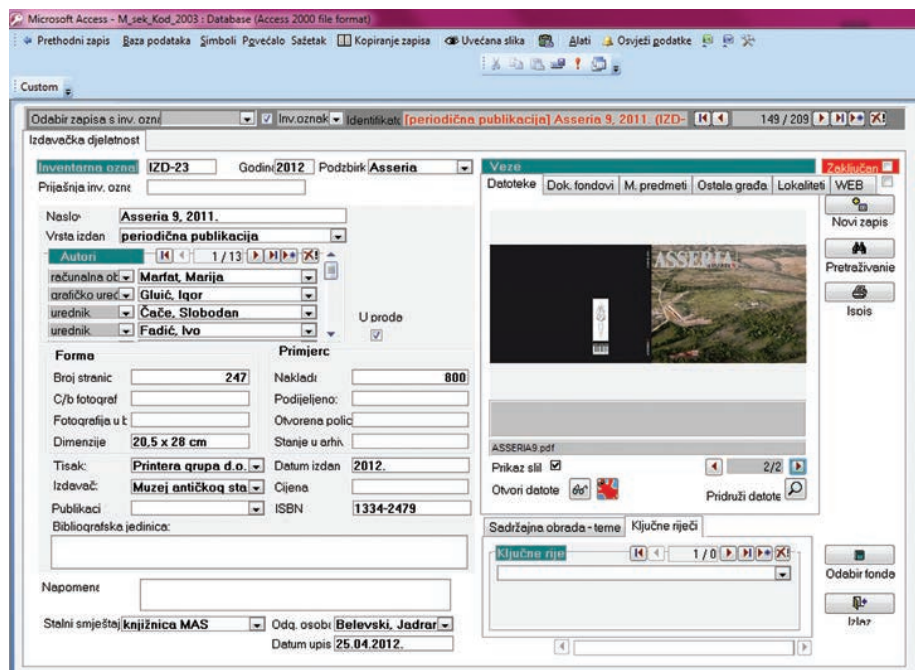 Microsoft Access - M_sek_Kod_2003 : Database (Access 2000 file format)
Prethodni zapis Baza podataka Simboli Povećalo Sažetak Kopiranje zapisa Uvećana slika Alati Osvježi podatke
Custom
Odabir zapisa s inv. ozna Inv.oznak Identifikato [periodična publikacija] Asseria 9, 2011. (IZD- 149 / 209
Izdavačka djelatnost
Inventarna oznal IZD-23 Godin 2012 Podzbirk Asseria Veze Zaključan
Prijašnja inv. ozna Datoteke Dok. fondovi M. predmeti Ostala građa Lokaliteti WEB
Naslo Asseria 9, 2011. Novi zapis
Vrsta izdan periodična publikacija
Autori 1 / 13 Pretraživanje
računalna ob Marfat, Marija ASSERIA
grafičko ured Gluić, Igor
urednik Čače, Slobodan U proda Ispis
urednik Fadić, Ivo
Forma Primjerc
Broj stranic 247 Nakladi 800
C/b fotograf Podijeljeno:
Fotografija u b Otvorena polic
Dimenzije 20,5 x 28 cm Stanje u arhiv. ASSERIA9.pdf
Tisak: Printera grupa d.o. Datum izdan 2012. Prikaz slil 2/2
Izdavač: Muzej antičkog sta Cijena Otvori datote Pridruži datote
Publikaci ISBN 1334-2479
Bibliografska jedinica: Sadržajna obrada - teme Ključne riječi
Ključne rije 1 / 0
Odabir fonda
Napomene
Stalni smještaj knjižnica MAS Odg. osobi Belevski, Jadrar Izlaz
Datum upis 25.04.2012.